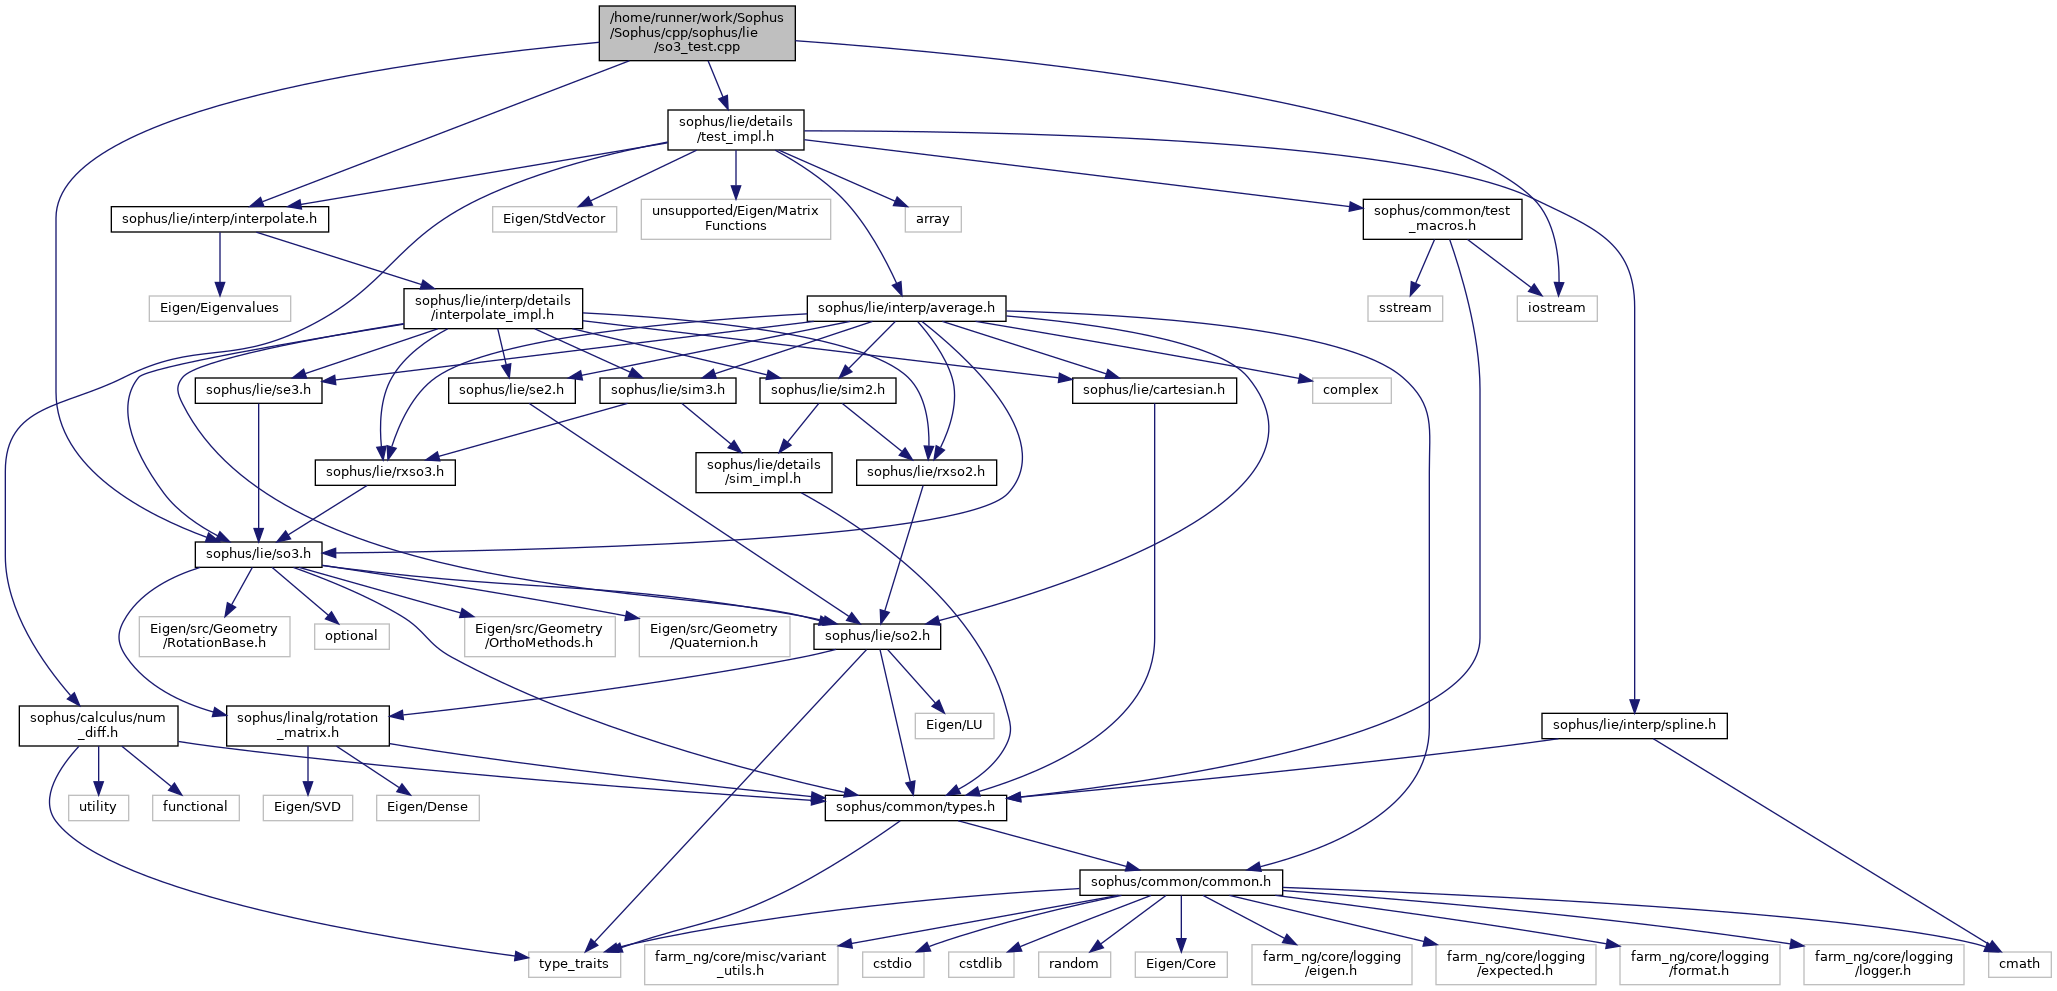 /home/runner/work/Sophus
/Sophus/cpp/sophus/lie
/so3_test.cpp
sophus/lie/details
/test_impl.h
sophus/lie/interp/interpolate.h
Eigen/StdVector
unsupported/Eigen/Matrix
Functions
array
sophus/common/test
_macros.h
Eigen/Eigenvalues
sophus/lie/interp/details
/interpolate_impl.h
sophus/lie/interp/average.h
sstream
iostream
sophus/lie/se3.h
sophus/lie/se2.h
sophus/lie/sim3.h
sophus/lie/sim2.h
sophus/lie/cartesian.h
complex
sophus/lie/rxso3.h
sophus/lie/details
/sim_impl.h
sophus/lie/rxso2.h
sophus/lie/so3.h
Eigen/src/Geometry
/RotationBase.h
optional
Eigen/src/Geometry
/OrthoMethods.h
Eigen/src/Geometry
/Quaternion.h
sophus/lie/so2.h
sophus/calculus/num
_diff.h
sophus/linalg/rotation
_matrix.h
Eigen/LU
sophus/lie/interp/spline.h
utility
functional
Eigen/SVD
Eigen/Dense
sophus/common/types.h
sophus/common/common.h
type_traits
farm_ng/core/misc/variant
_utils.h
cstdio
cstdlib
random
Eigen/Core
farm_ng/core/logging
/eigen.h
farm_ng/core/logging
/expected.h
farm_ng/core/logging
/format.h
farm_ng/core/logging
/logger.h
cmath